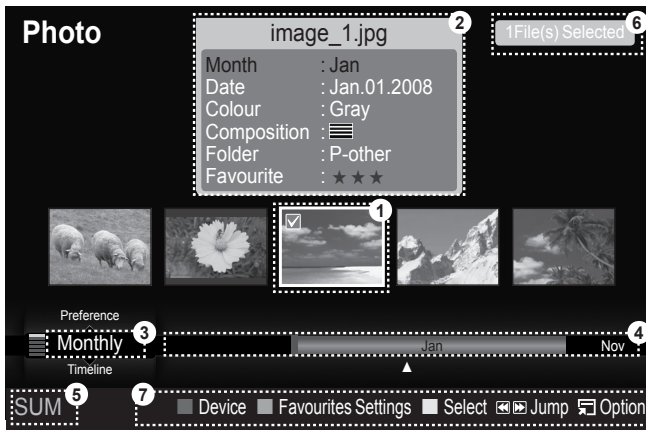 Photo
image_1.jpg
2
1File(s) Selected
6
Month : Jan
Date : Jan.01.2008
Colour : Gray
Composition :
Folder : P-other
Favourite : ★★★
1
Preference
Monthly
3
Timeline
Jan
Nov
4
SUM
5
7
Device
Favourites Settings
Select
Jump
Option